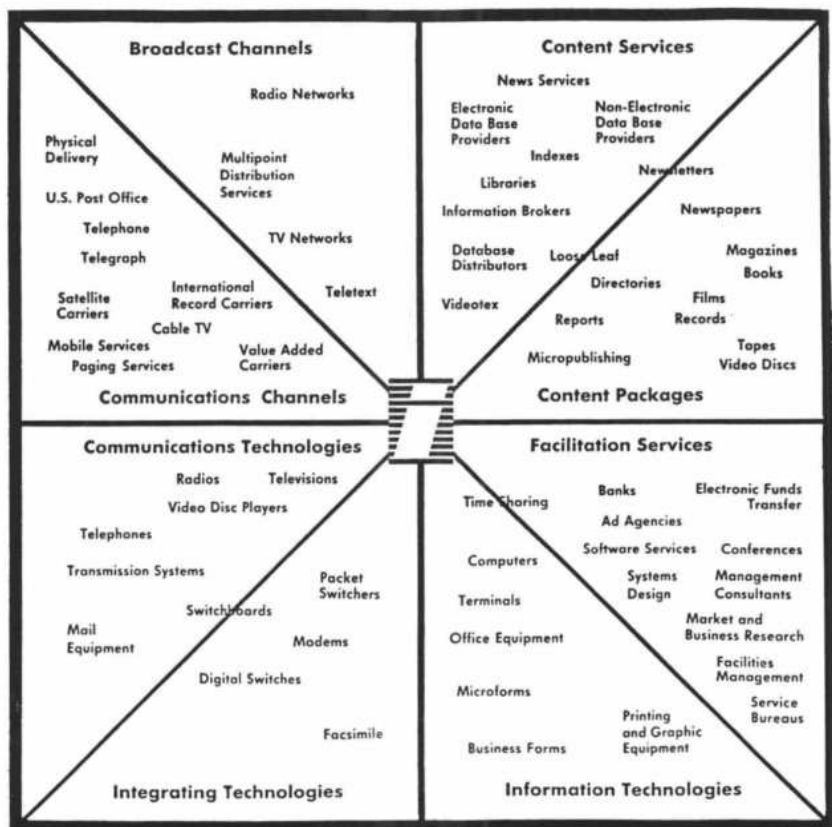 Broadcast Channels
Radio Networks
Physical
Delivery
Multipoint
Distribution
Services
U.S. Post Office
Telephone
TV Networks
Telegraph
Teletext
International
Record Carriers
Satellite
Carriers
Cable TV
Mobile Services
Value Added
Carriers
Paging Services
Communications Channels
Content Services
News Services
Electronic
Data Base
Providers
Non-Electronic
Data Base
Providers
Indexes
Newsletters
Libraries
Information Brokers
Newspapers
Database
Distributors
Loose Leaf
Magazines
Books
Directories
Videotex
Films
Records
Reports
Tapes
Video Discs
Micropublishing
Content Packages
Communications Technologies
Radios
Televisions
Video Disc Players
Telephones
Transmission Systems
Packet
Switchers
Switchboards
Mail
Equipment
Modems
Digital Switches
Facsimile
Integrating Technologies
Facilitation Services
Time Sharing
Banks
Electronic Funds
Transfer
Ad Agencies
Software Services
Conferences
Computers
Systems
Design
Management
Consultants
Terminals
Market and
Business Research
Office Equipment
Facilities
Management
Microforms
Service
Bureaus
Printing
and Graphic
Equipment
Business Forms
Information Technologies